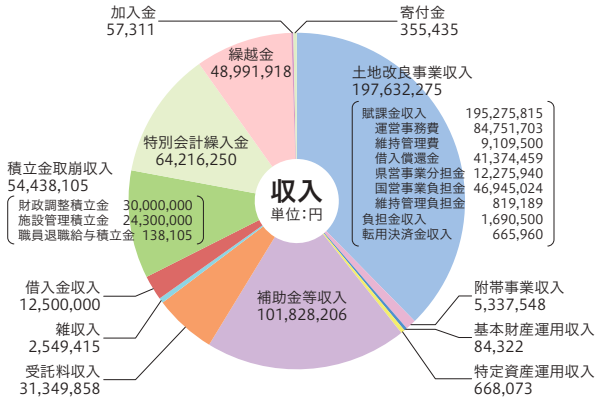 加入金
57,311
寄付金
355,435
繰越金
48,991,918
土地改良事業収入
197,632,275
賦課金収入 195,275,815
運営事務費 84,751,703
維持管理費 9,109,500
借入償還金 41,374,459
県営事業分担金 12,275,940
国営事業負担金 46,945,024
維持管理負担金 819,189
負担金収入 1,690,500
転用決済金収入 665,960
特別会計繰入金
64,216,250
積立金取崩収入
54,438,105
財政調整積立金 30,000,000
施設管理積立金 24,300,000
職員退職給与積立金 138,105
収入
単位：円
借入金収入
12,500,000
雑収入
2,549,415
受託料収入
31,349,858
補助金等収入
101,828,206
附帯事業収入
5,337,548
基本財産運用収入
84,322
特定資産運用収入
668,073